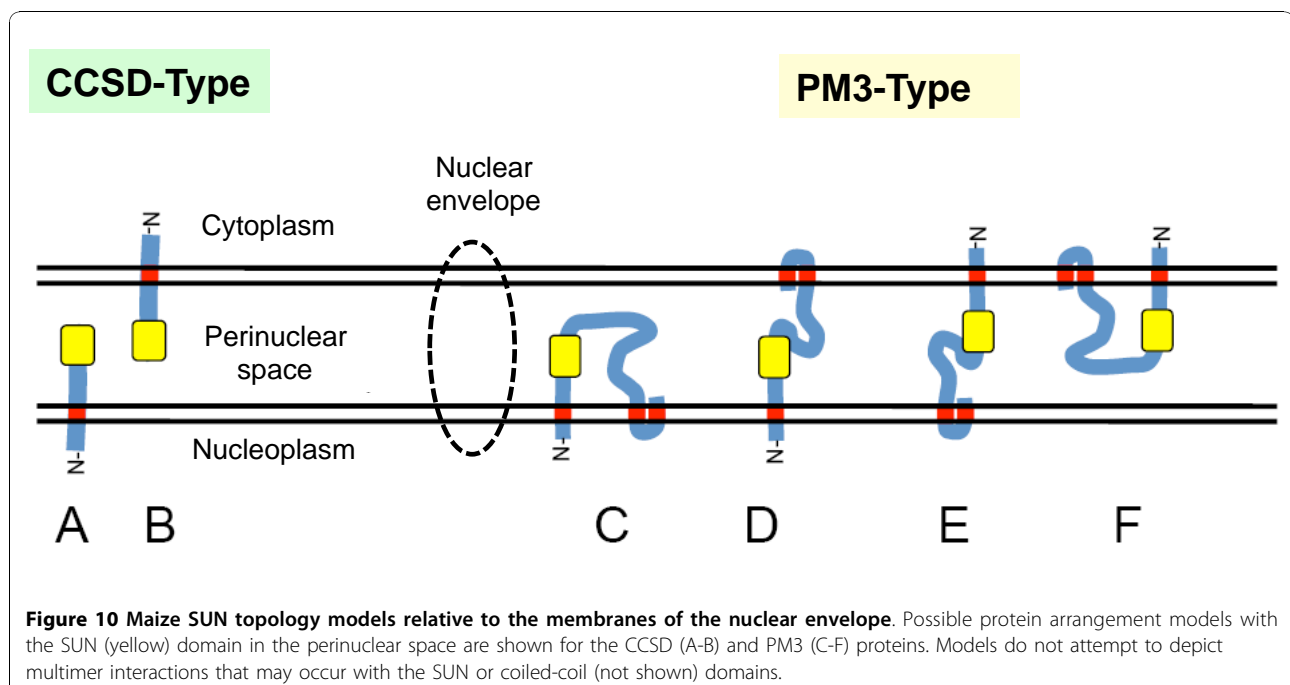 CCSD-Type
PM3-Type
Nuclear
envelope
Cytoplasm
Perinuclear
space
Nucleoplasm
N-
-N
-N
-N
-N
-N
A
B
C
D
E
F
Figure 10 Maize SUN topology models relative to the membranes of the nuclear envelope. Possible protein arrangement models with
the SUN (yellow) domain in the perinuclear space are shown for the CCSD (A-B) and PM3 (C-F) proteins. Models do not attempt to depict
multimer interactions that may occur with the SUN or coiled-coil (not shown) domains.